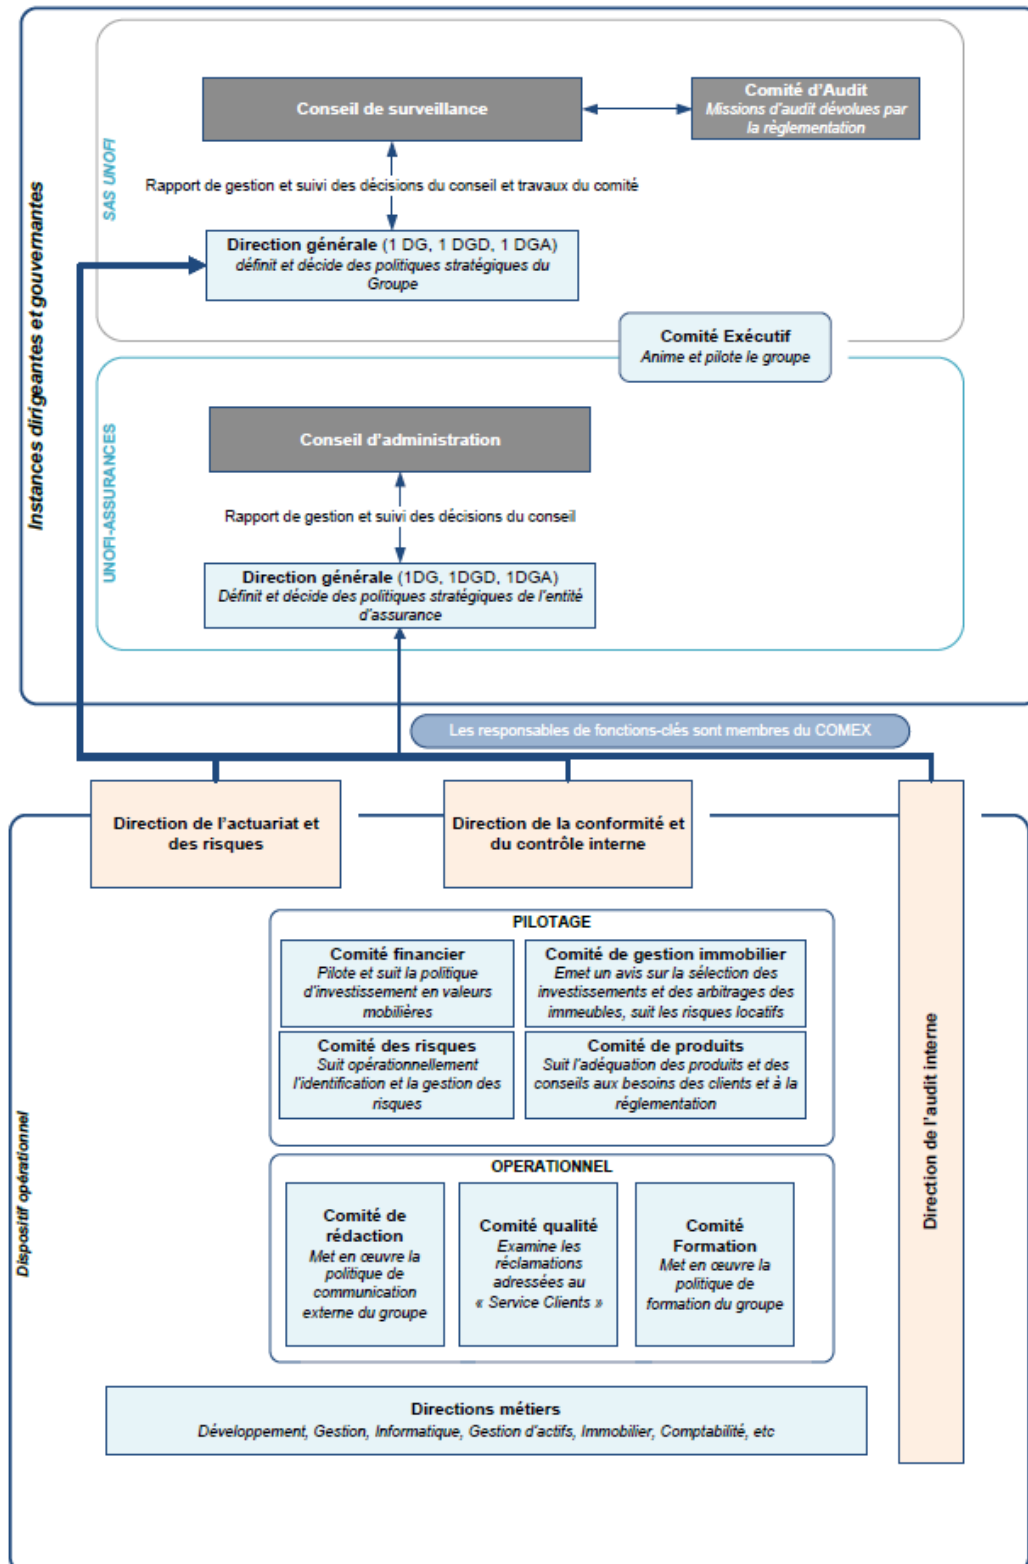 Instances dirigeantes et gouvernantes
SAS UNOFI
Conseil de surveillance
Comité d'Audit
Missions d'audit dévolues par
la règlementation
Rapport de gestion et suivi des décisions du conseil et travaux du comité
Direction générale (1 DG, 1 DGD, 1 DGA)
définit et décide des politiques stratégiques du
Groupe
Comité Exécutif
Anime et pilote le groupe
UNOFI-ASSURANCES
Conseil d'administration
Rapport de gestion et suivi des décisions du conseil
Direction générale (1DG, 1DGD, 1DGA)
Définit et décide des politiques stratégiques de l'entité
d'assurance
Les responsables de fonctions-clés sont membres du COMEX
Dispositif opérationnel
Direction de l'actuariat et
des risques
Direction de la conformité et
du contrôle interne
Direction de l'audit interne
PILOTAGE
Comité financier
Pilote et suit la politique
d'investissement en valeurs
mobilières
Comité de gestion immobilier
Emet un avis sur la sélection des
investissements et des arbitrages des
immeubles, suit les risques locatifs
Comité des risques
Suit opérationnellement
l'identification et la gestion des
risques
Comité de produits
Suit l'adéquation des produits et des
conseils aux besoins des clients et à la
réglementation
OPERATIONNEL
Comité de
rédaction
Met en œuvre la
politique de
communication
externe du groupe
Comité qualité
Examine les
réclamations
adressées au
« Service Clients »
Comité
Formation
Met en œuvre la
politique de
formation du groupe
Directions métiers
Développement, Gestion, Informatique, Gestion d'actifs, Immobilier, Comptabilité, etc